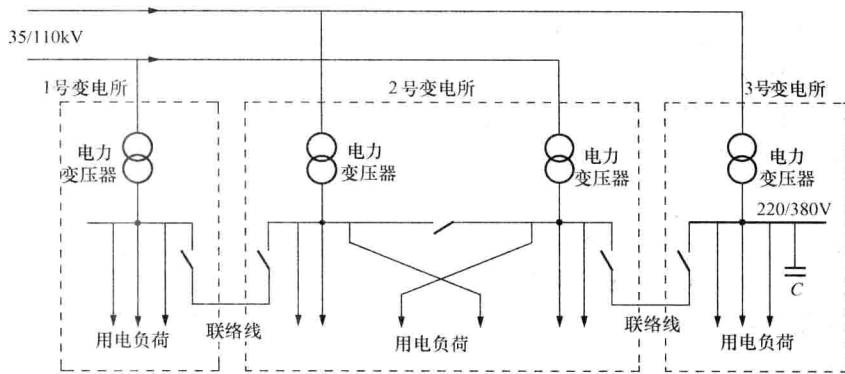 35/110kV
1号变电所
2号变电所
3号变电所
电力
变压器
电力
变压器
电力
变压器
电力
变压器
220/380V
C
用电负荷
联络线
用电负荷
联络线
用电负荷